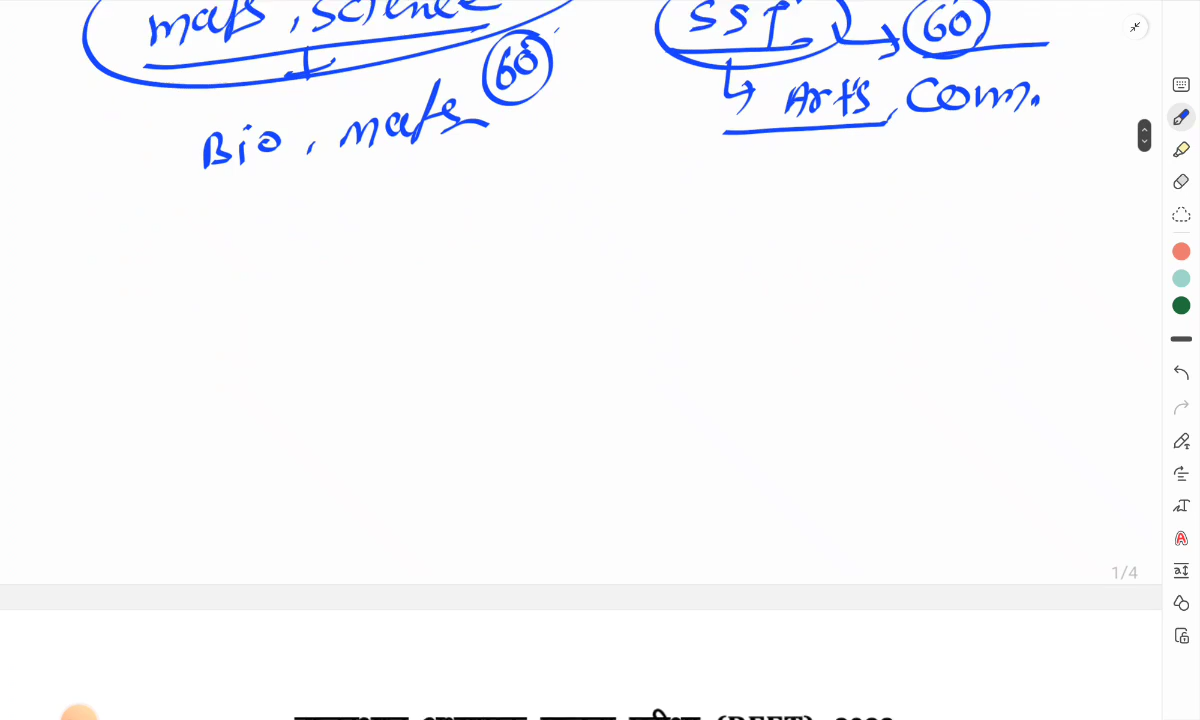 maths, science
SST → 60
60
↳ Arts, Com.
Bio, maths
1/4